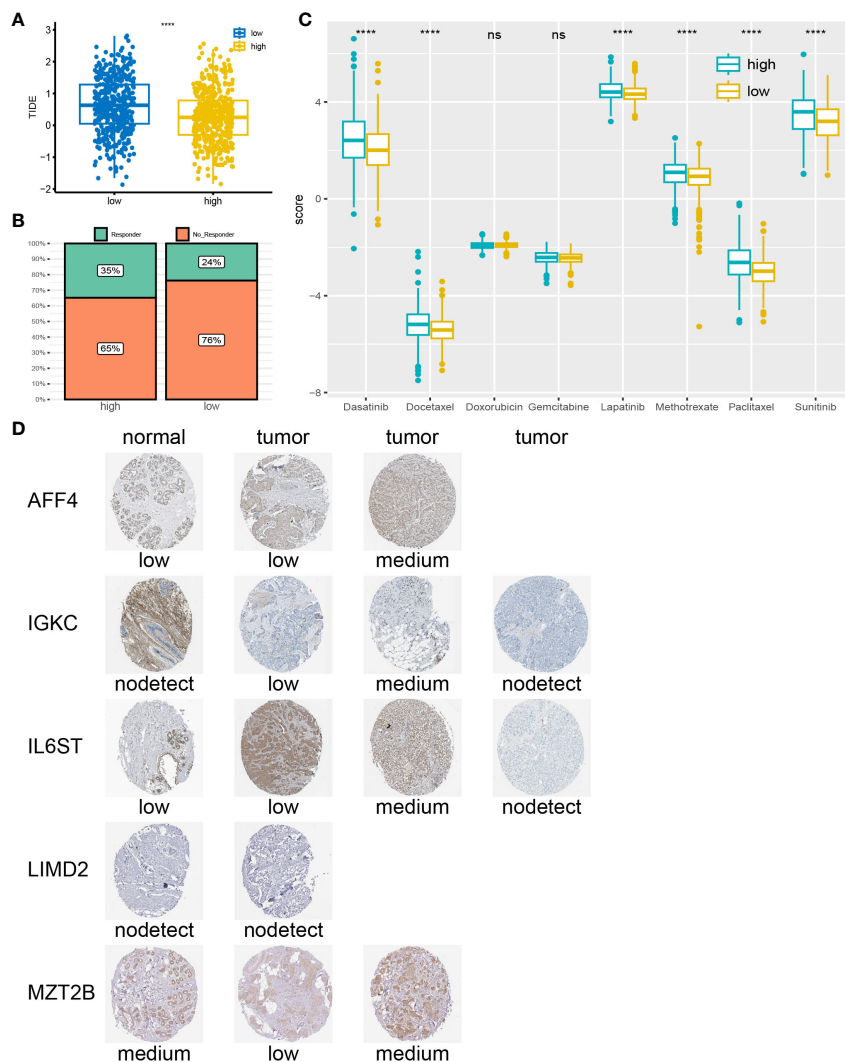 A
****
low
high
3
2
1
0
−1
−2
TIDE
low
high
B
Responder
No_Responder
100%
90%
80%
70%
60%
50%
40%
30%
20%
10%
0%
35%
24%
65%
76%
high
low
C
**** **** ns ns **** **** **** ****
high
low
4
0
−4
−8
score
Dasatinib Docetaxel Doxorubicin Gemcitabine Lapatinib Methotrexate Paclitaxel Sunitinib
D
normal tumor tumor tumor
AFF4
low low medium
IGKC
nodetect low medium nodetect
IL6ST
low low medium nodetect
LIMD2
nodetect nodetect
MZT2B
medium low medium